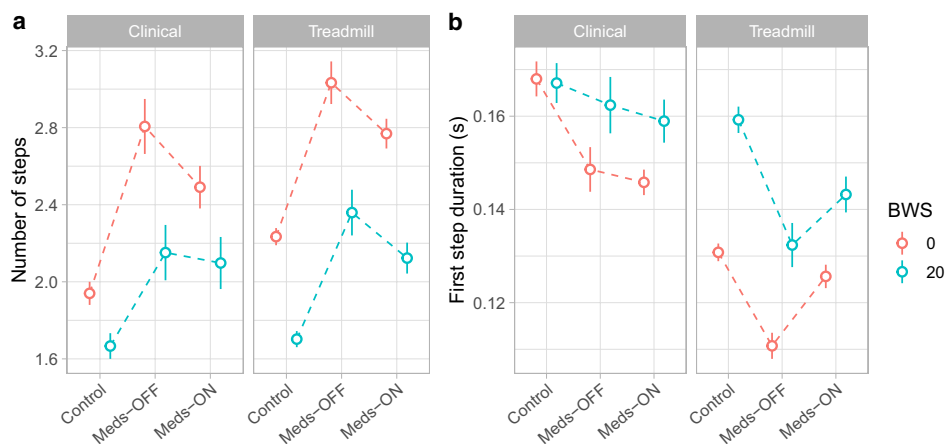 a
Clinical
Treadmill
Number of steps
3.2
2.8
2.4
2.0
1.6
Control
Meds−OFF
Meds−ON
Control
Meds−OFF
Meds−ON
b
Clinical
Treadmill
First step duration (s)
0.16
0.14
0.12
Control
Meds−OFF
Meds−ON
Control
Meds−OFF
Meds−ON
BWS
0
20